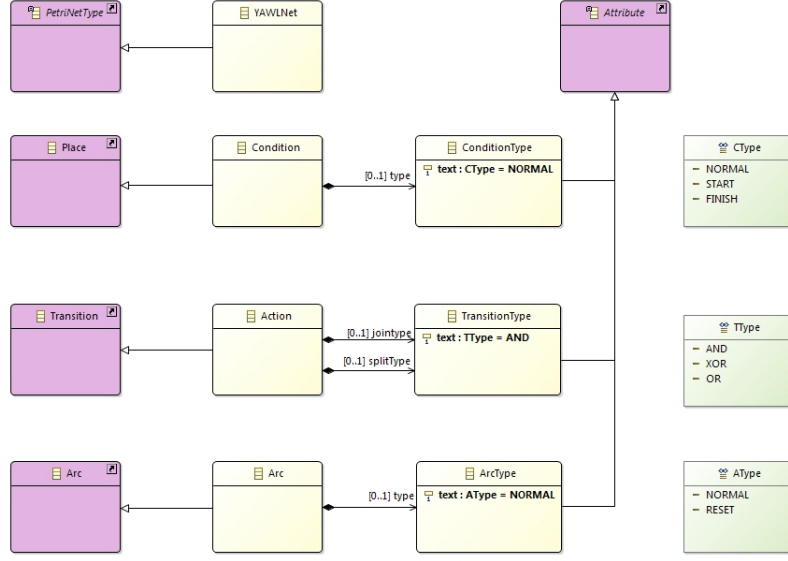 PetriNetType
YAWLNet
Attribute
Place
Condition
[0..1] type
ConditionType
text : CType = NORMAL
CType
NORMAL
START
FINISH
Transition
Action
[0..1] jointype
[0..1] splitType
TransitionType
text : TType = AND
TType
AND
XOR
OR
Arc
Arc
[0..1] type
ArcType
text : AType = NORMAL
AType
NORMAL
RESET